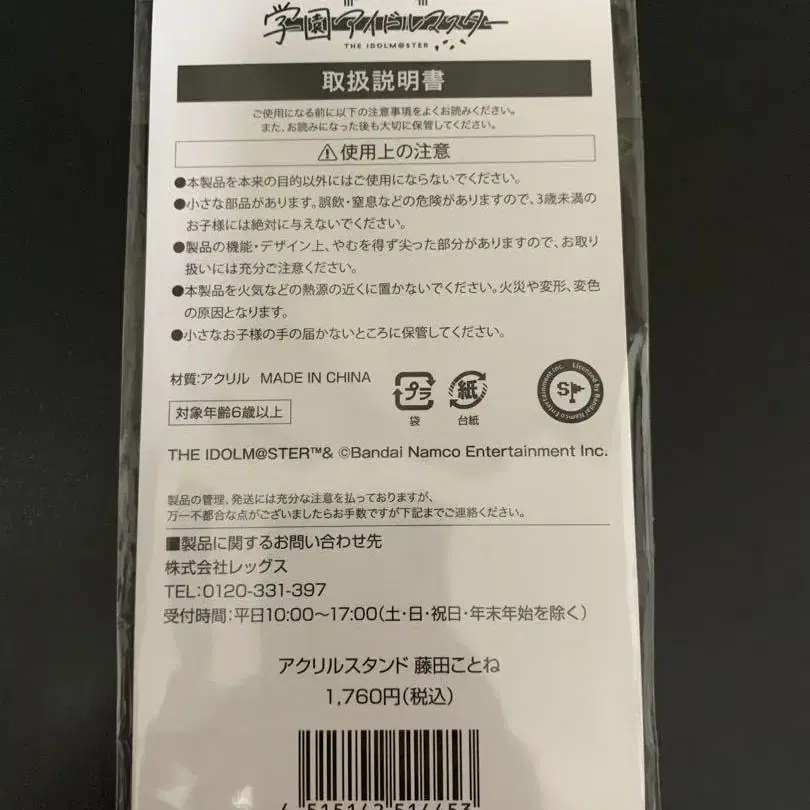 学園アイドルマスター
THE IDOLM@STER
取扱説明書
ご使用になる前に以下の注意事項をよくお読みください。
また、お読みになった後も大切に保管してください。
⚠使用上の注意
●本製品を本来の目的以外にはご使用にならないでください。
●小さな部品があります。誤飲・窒息などの危険がありますので、3歳未満の
お子様には絶対に与えないでください。
●製品の機能・デザイン上、やむを得ず尖った部分がありますので、お取り
扱いには充分ご注意ください。
●本製品を火気などの熱源の近くに置かないでください。火災や変形、変色
の原因となります。
●小さなお子様の手の届かないところに保管してください。
材質:アクリル MADE IN CHINA
対象年齢6歳以上
プラ
袋
紙
台紙
Licensed by Bandai Namco Entertainment Inc.
SP
THE IDOLM@STER™& ©Bandai Namco Entertainment Inc.
製品の管理、発送には充分な注意を払っておりますが、
万一不都合な点がございましたらお手数ですが下記までご連絡ください。
■製品に関するお問い合わせ先
株式会社レッグス
TEL:0120-331-397
受付時間:平日10:00〜17:00(土・日・祝日・年末年始を除く)
アクリルスタンド 藤田ことね
1,760円(税込)
4 515142 514453